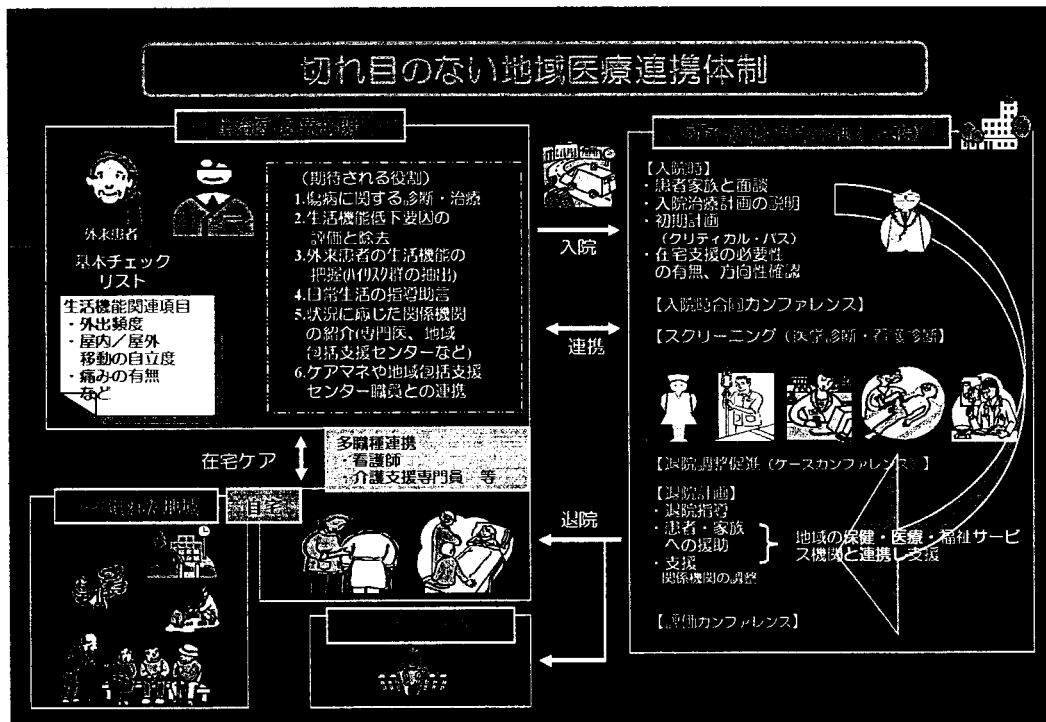 切れ目のない地域医療連携体制
外来患者
基本チェック
リスト
生活機能関連項目
・外出頻度
・屋内／屋外
移動の自立度
・痛みの有無
など
（期待される役割）
1.傷病に関する診断・治療
2.生活機能低下要因の
評価と除去
3.外来患者の生活機能の
把握(ハイリスク群の抽出)
4.日常生活の指導助言
5.状況に応じた関係機関
の紹介(専門医、地域
包括支援センターなど)
6.ケアマネや地域包括支援
センター職員との連携
入院
連携
【入院時】
・患者家族と面談
・入院治療計画の説明
・初期計画
（クリティカル・パス）
・在宅支援の必要性
の有無、方向性確認
【入院時合同カンファレンス】
【スクリーニング（医学診断・看護診断）
【退院調整促進（ケースカンファレンス）】
【退院計画】
・退院指導
・患者・家族
への援助
・支援
関係機関の調整
地域の保健・医療・福祉サービ
ス機関と連携し支援
【評価カンファレンス】
在宅ケア
多職種連携
・看護師
・介護支援専門員　等
自宅
退院